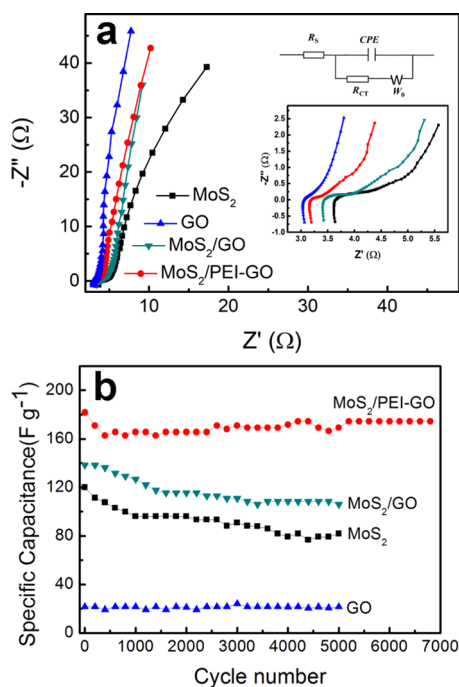 a
-Z'' (Ω)
40
30
20
10
0
10
20
30
40
Z' (Ω)
MoS₂
GO
MoS₂/GO
MoS₂/PEI-GO
R_S
CPE
R_CT
W₀
-Z'' (Ω)
2.5
2.0
1.5
1.0
0.5
0.0
-0.5
-1.0
3.0 3.5 4.0 4.5 5.0 5.5
Z' (Ω)
b
Specific Capacitance(F g⁻¹)
200
160
120
80
40
0
MoS₂/PEI-GO
MoS₂/GO
MoS₂
GO
0 1000 2000 3000 4000 5000 6000 7000
Cycle number